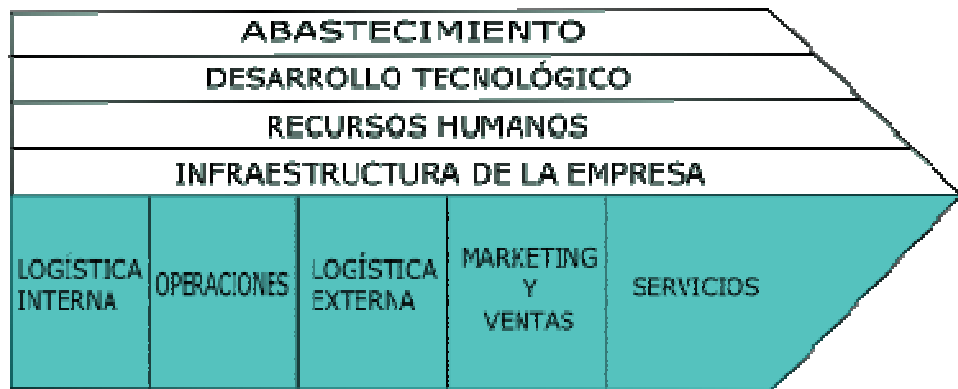 ABASTECIMIENTO
DESARROLLO TECNOLÓGICO
RECURSOS HUMANOS
INFRAESTRUCTURA DE LA EMPRESA
LOGÍSTICA
INTERNA
OPERACIONES
LOGÍSTICA
EXTERNA
MARKETING
Y
VENTAS
SERVICIOS